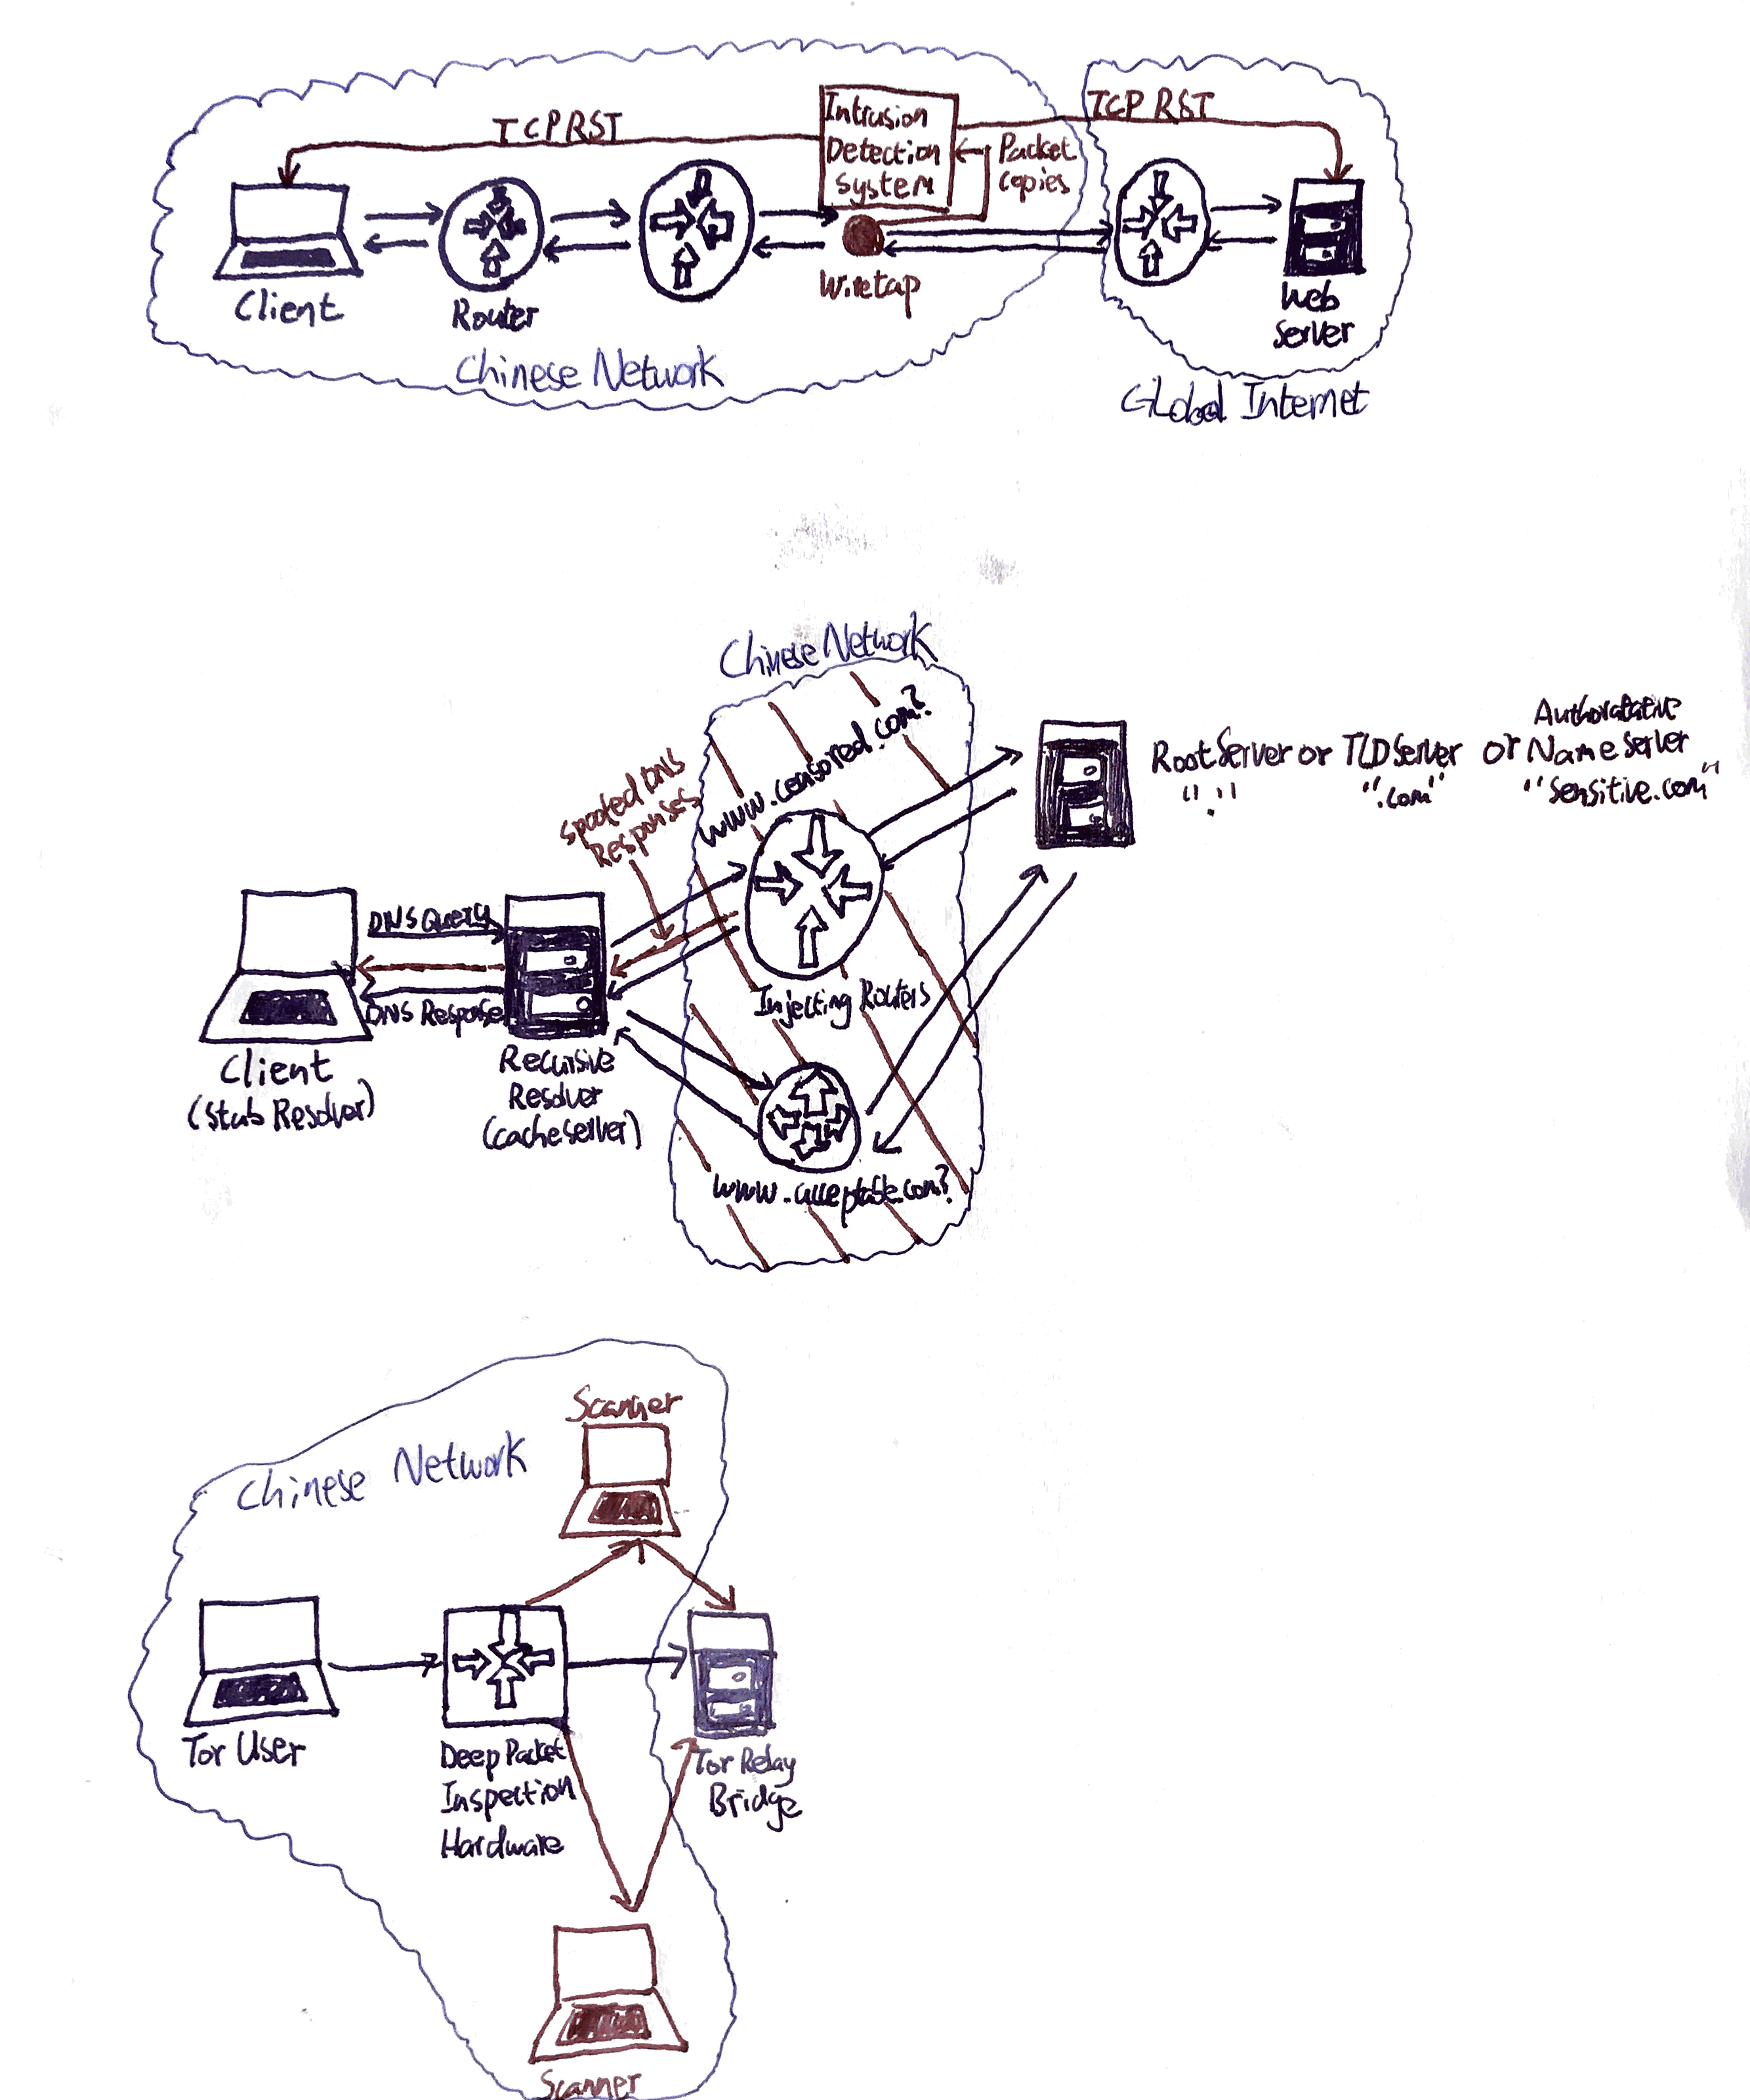 TCP RST
Intrusion
Detection
System
Packet
Copies
TCP RST
Client
Router
Wiretap
Web
Server
Chinese Network
Global Internet
Chinese Network
www.censored.com?
Spoofed DNS
Responses
Authoratative
Root Server or TLD Server or Name Server
"." ".com" "sensitive.com"
DNS Query
DNS Response
Injecting Routers
Client
(Stub Resolver)
Recursive
Resolver
(cache server)
www.acceptable.com?
Scanner
Chinese Network
Tor User
Deep Packet
Inspection
Hardware
Tor Relay
Bridge
Scanner